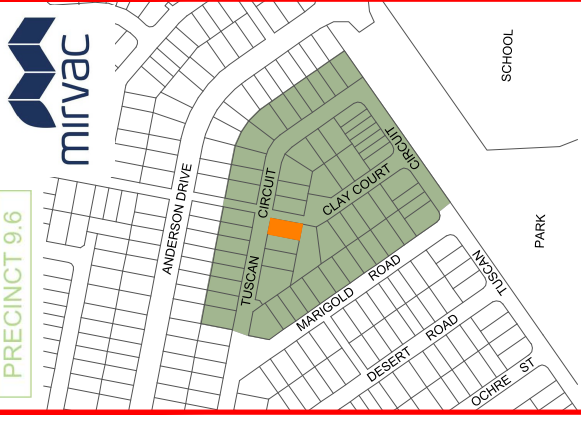 mirvac
PRECINCT 9.6
SCHOOL
PARK
ANDERSON DRIVE
TUSCAN CIRCUIT
CLAY COURT
TUSCAN CIRCUIT
MARIGOLD ROAD
DESERT ROAD
OCHRE ST